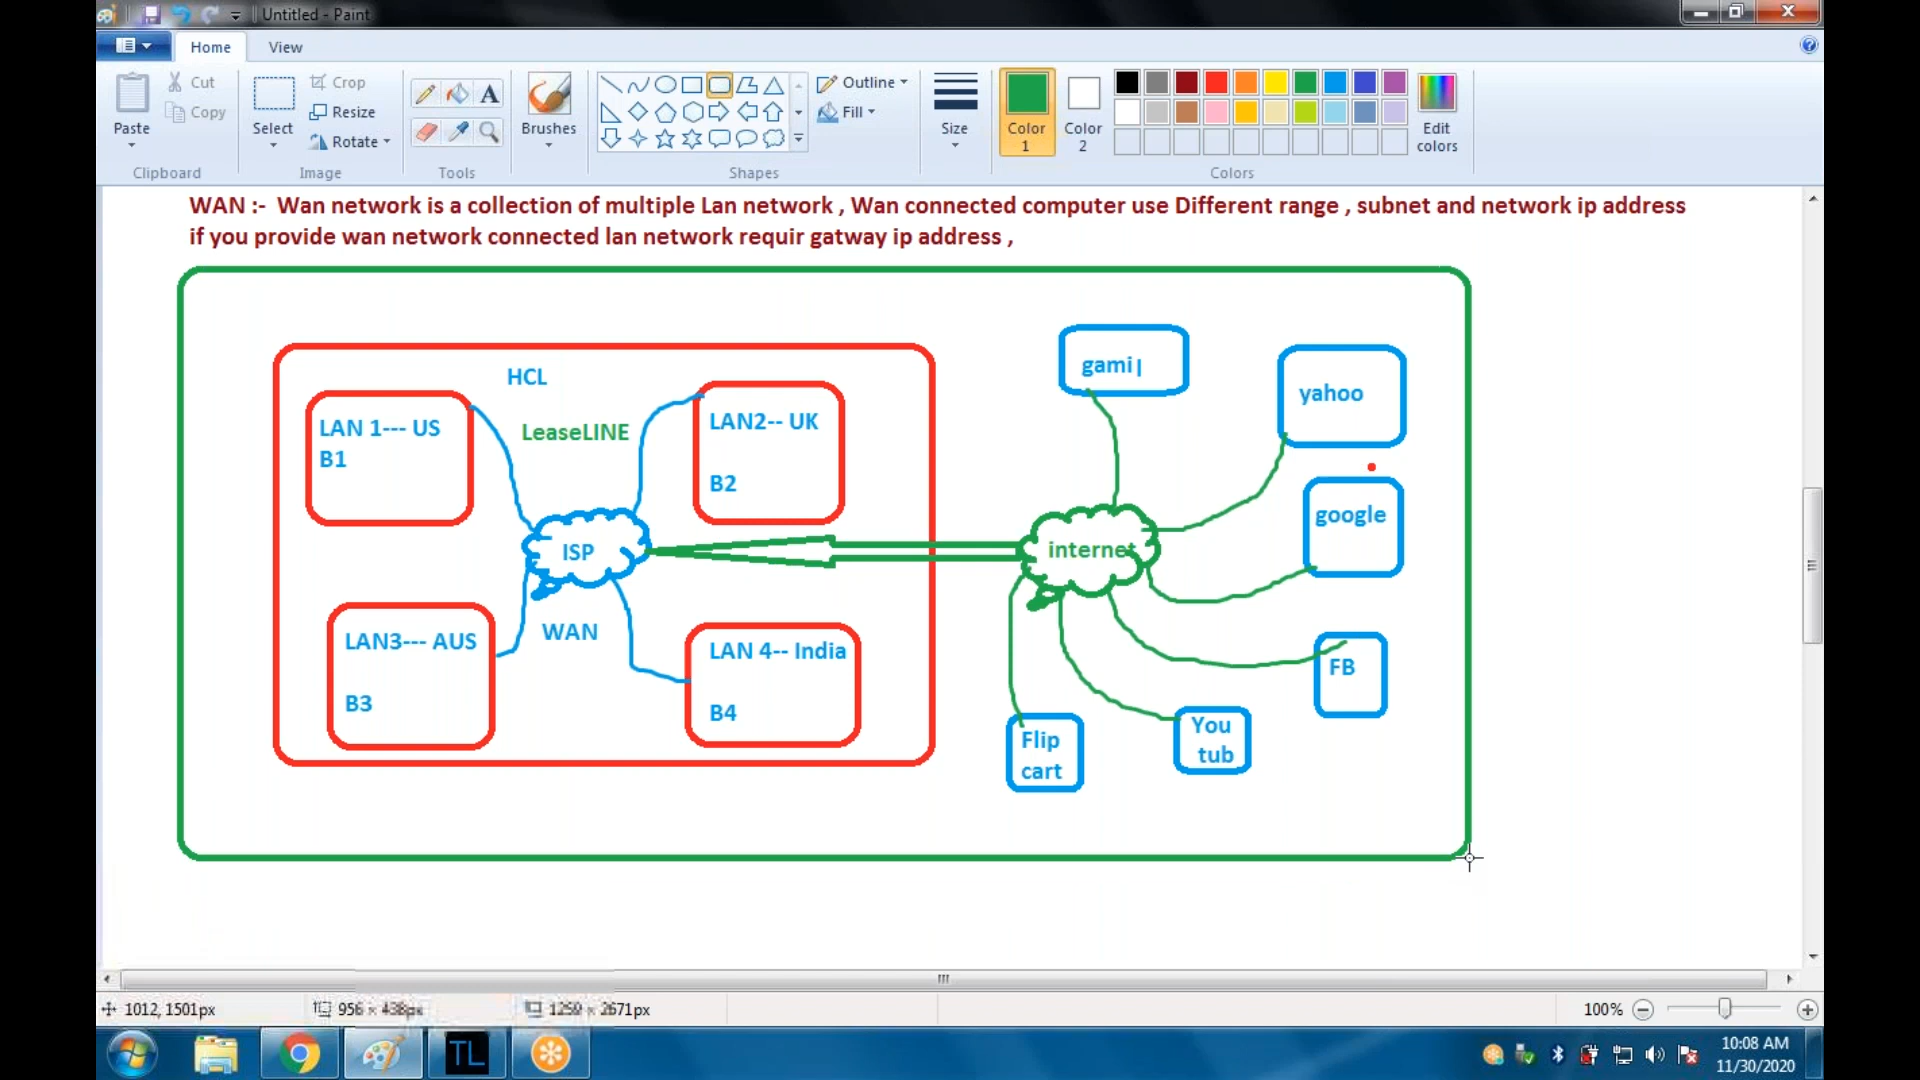 Untitled - Paint
Home
View
Paste
Cut
Copy
Clipboard
Select
Crop
Resize
Rotate
Image
A
Tools
Brushes
Outline
Fill
Shapes
Size
Color
1
Color
2
Edit
colors
Colors
WAN :-  Wan network is a collection of multiple Lan network , Wan connected computer use Different range , subnet and network ip address
if you provide wan network connected lan network requir gatway ip address ,
HCL
LAN 1--- US
B1
LeaseLINE
LAN2-- UK
B2
ISP
WAN
LAN3--- AUS
B3
LAN 4-- India
B4
gami|
yahoo
google
internet
FB
You
tub
Flip
cart
1012, 1501px
956 × 438px
100%
TL
10:08 AM
11/30/2020